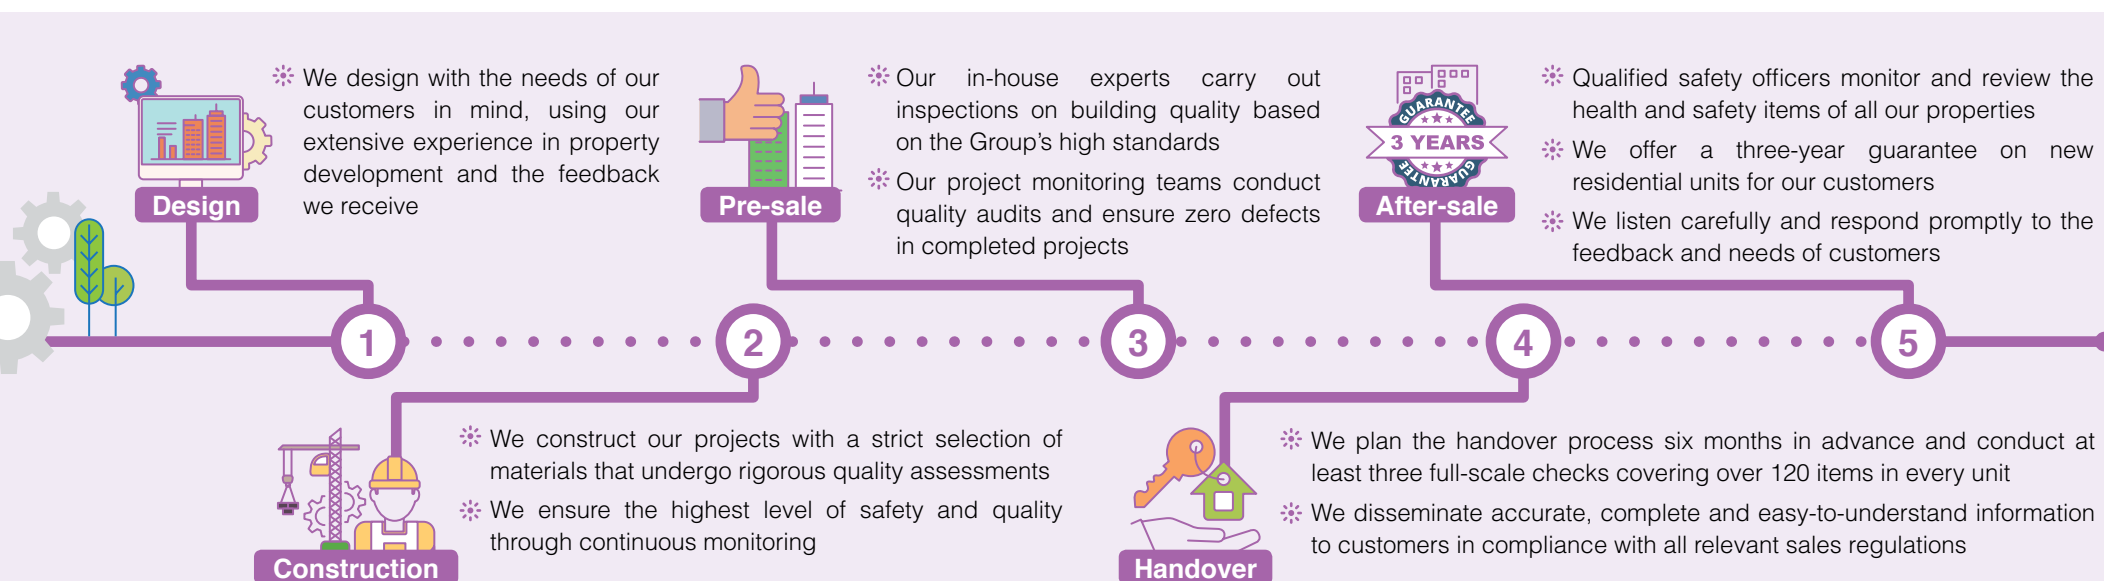 We design with the needs of our
customers in mind, using our
extensive experience in property
development and the feedback
we receive
Design
Our in-house experts carry out
inspections on building quality based
on the Group's high standards
Our project monitoring teams conduct
quality audits and ensure zero defects
in completed projects
Pre-sale
GUARANTEE
3 YEARS
GUARANTEE
Qualified safety officers monitor and review the
health and safety items of all our properties
We offer a three-year guarantee on new
residential units for our customers
We listen carefully and respond promptly to the
feedback and needs of customers
After-sale
1
2
3
4
5
We construct our projects with a strict selection of
materials that undergo rigorous quality assessments
We ensure the highest level of safety and quality
through continuous monitoring
Construction
We plan the handover process six months in advance and conduct at
least three full-scale checks covering over 120 items in every unit
We disseminate accurate, complete and easy-to-understand information
to customers in compliance with all relevant sales regulations
Handover